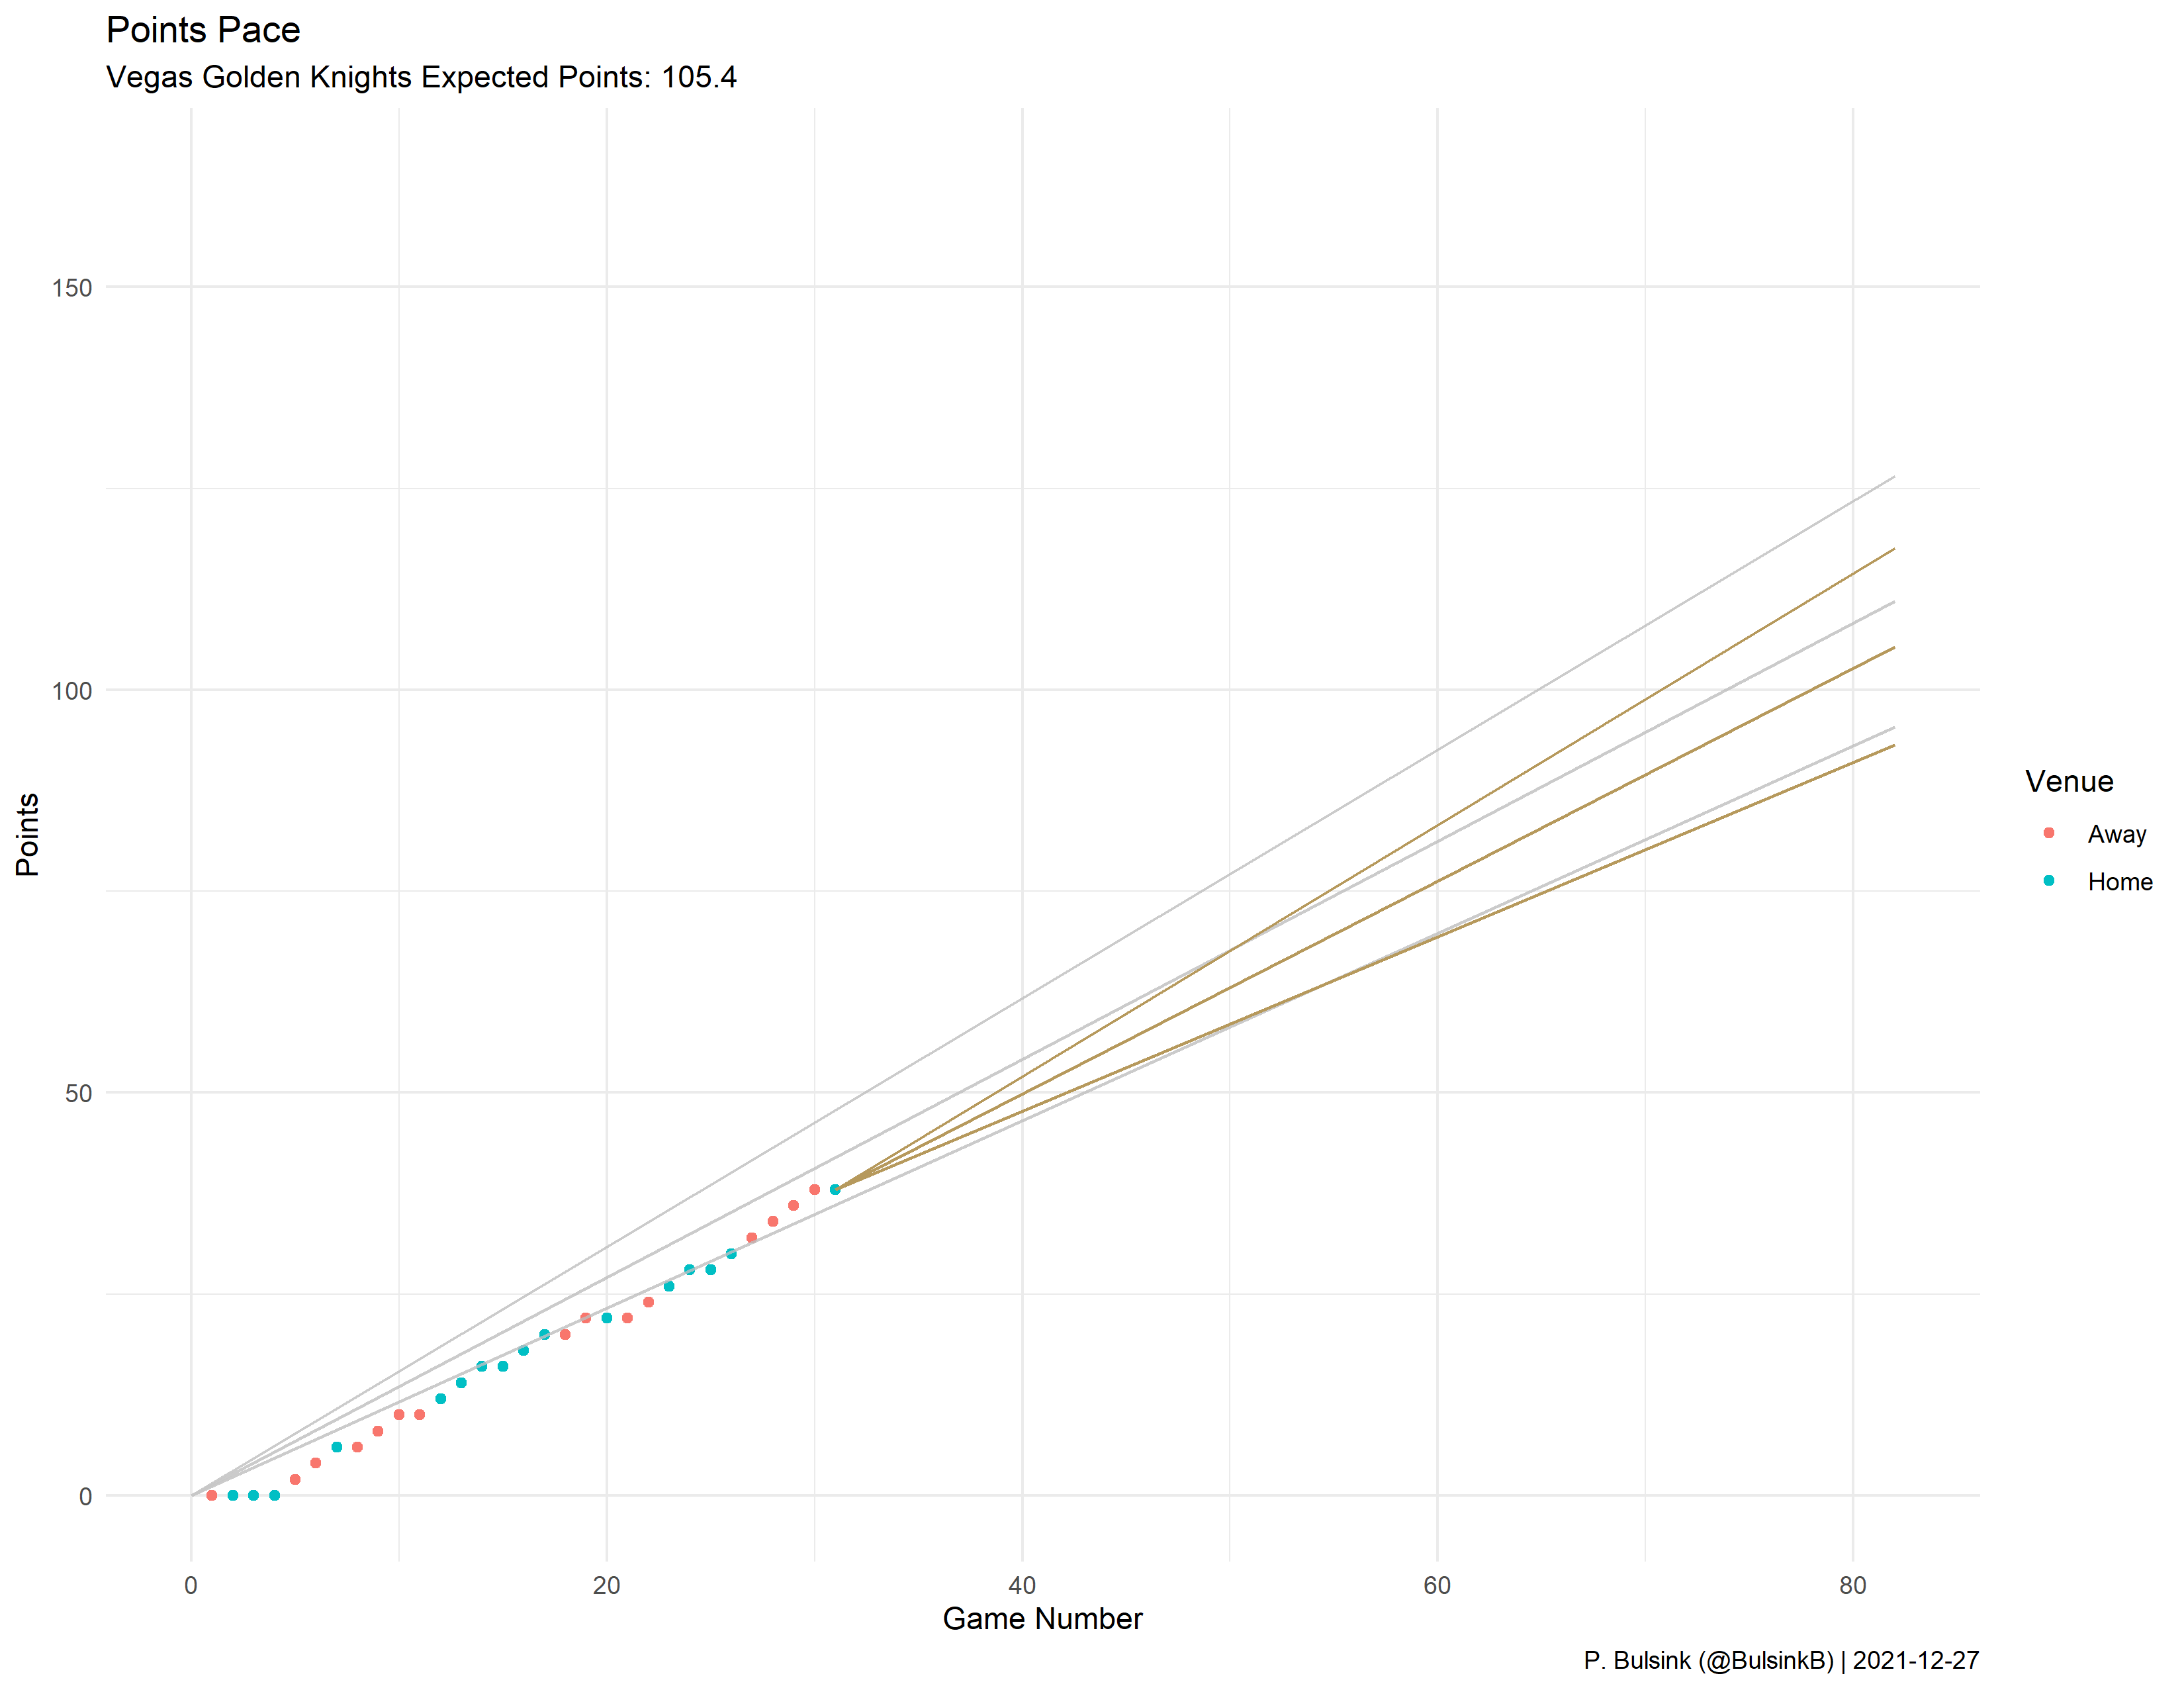 Points Pace
Vegas Golden Knights Expected Points: 105.4
150
100
50
0
Points
0 20 40 60 80
Game Number
Venue
Away
Home
P. Bulsink (@BulsinkB) | 2021-12-27